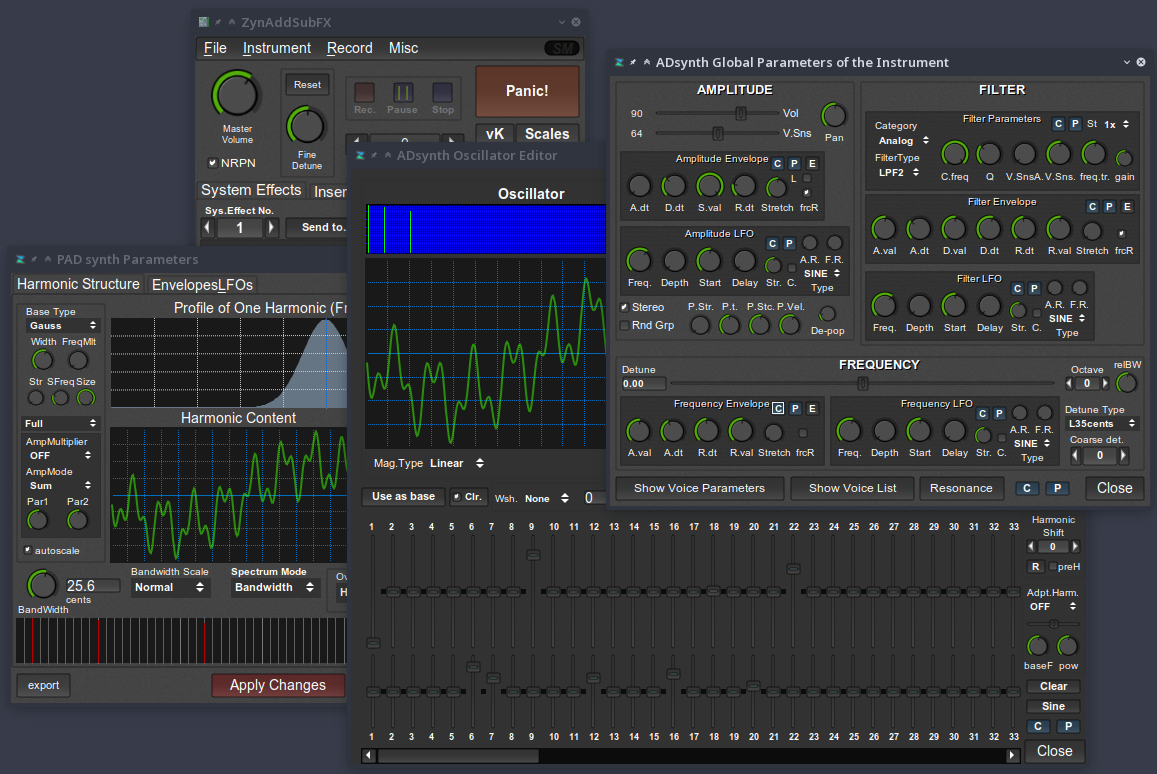 ZynAddSubFX
File Instrument Record Misc
SM
Reset
Master
Volume
Fine
Detune
NRPN
Rec. Pause Stop
Panic!
vK Scales
System Effects
Sys.Effect No.
1
Send to.
PAD synth Parameters
Harmonic Structure Envelopes LFOs
Base Type
Gauss
Width FreqMlt
Str SFreq Size
Full
AmpMultiplier
OFF
AmpMode
Sum
Par1 Par2
autoscale
Profile of One Harmonic (Fr
Harmonic Content
25.6
cents
BandWidth
Bandwidth Scale
Normal
Spectrum Mode
Bandwidth
export
Apply Changes
ADsynth Oscillator Editor
Oscillator
Mag.Type Linear
Use as base
Clr.
Wsh. None
0
1 2 3 4 5 6 7 8 9 10 11 12 13 14 15 16 17 18 19 20 21 22 23 24 25 26 27 28 29 30 31 32 33
1 2 3 4 5 6 7 8 9 10 11 12 13 14 15 16 17 18 19 20 21 22 23 24 25 26 27 28 29 30 31 32 33
Harmonic
Shift
0
R preH
Adpt.Harm.
OFF
baseF pow
Clear
Sine
C P
Close
ADsynth Global Parameters of the Instrument
AMPLITUDE
90 Vol
64 V.Sns
Pan
Amplitude Envelope C P E
L
A.dt D.dt S.val R.dt Stretch frcR
Amplitude LFO
C P
A.R. F.R.
SINE
Freq. Depth Start Delay Str. C.
Type
Stereo
Rnd Grp
P.Str. P.t. P.Stc. P.Vel.
De-pop
FILTER
Category
Analog
FilterType
LPF2
Filter Parameters C P St 1x
C.freq Q V.SnsA. V.Sns. freq.tr. gain
Filter Envelope
C P E
A.val A.dt D.val D.dt R.dt R.val Stretch frcR
Filter LFO
C P
A.R. F.R.
SINE
Freq. Depth Start Delay Str. C.
Type
FREQUENCY
Detune
0.00
Octave
0
relBW
Frequency Envelope C P E
A.val A.dt R.dt R.val Stretch frcR
Frequency LFO
C P
A.R. F.R.
SINE
Freq. Depth Start Delay Str. C.
Type
Detune Type
L35cents
Coarse det.
0
Show Voice Parameters
Show Voice List
Resonance
C P
Close